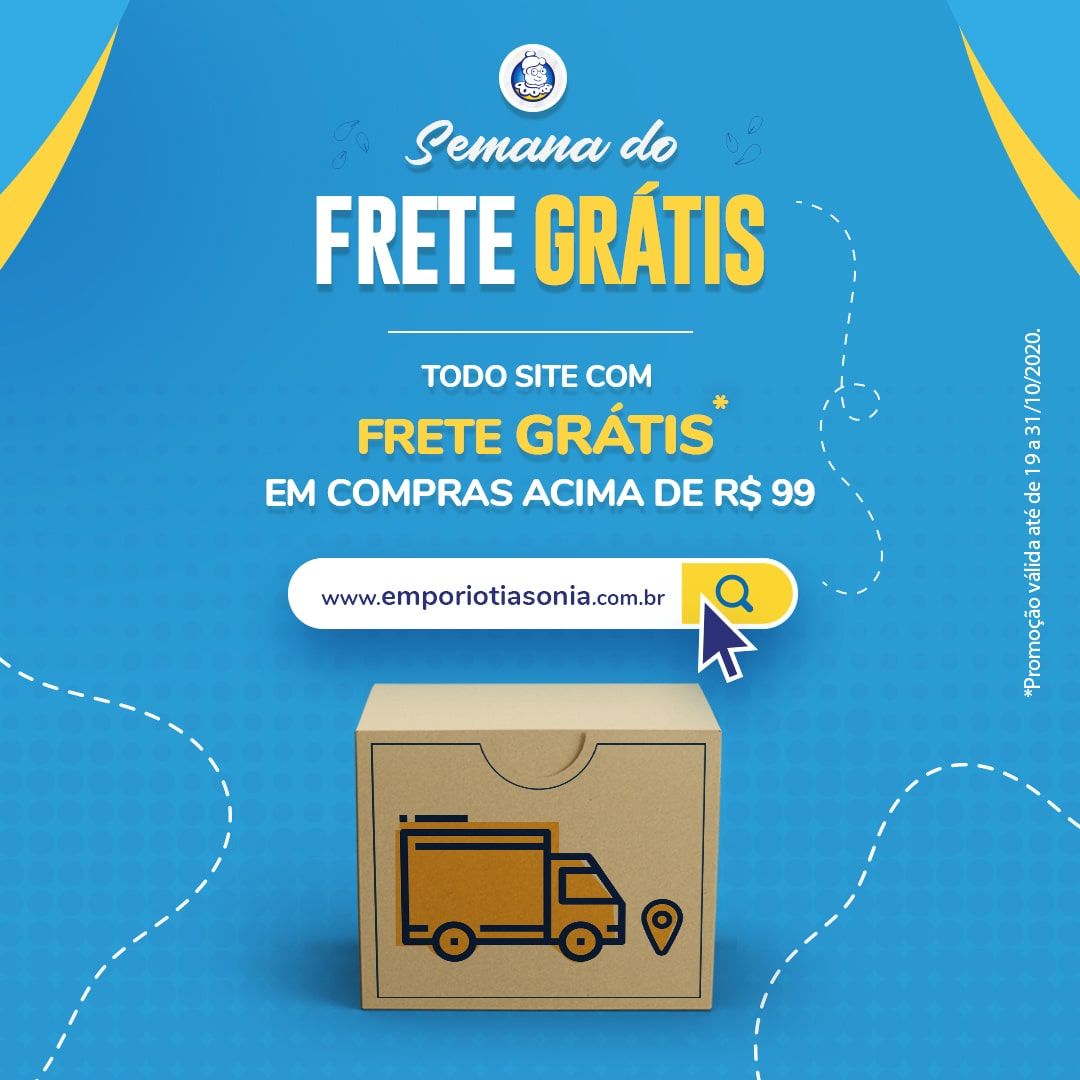 Semana do
FRETE GRÁTIS
TODO SITE COM
FRETE GRÁTIS*
EM COMPRAS ACIMA DE R$ 99
www.emporiotiasonia.com.br
*Promoção válida até de 19 a 31/10/2020.